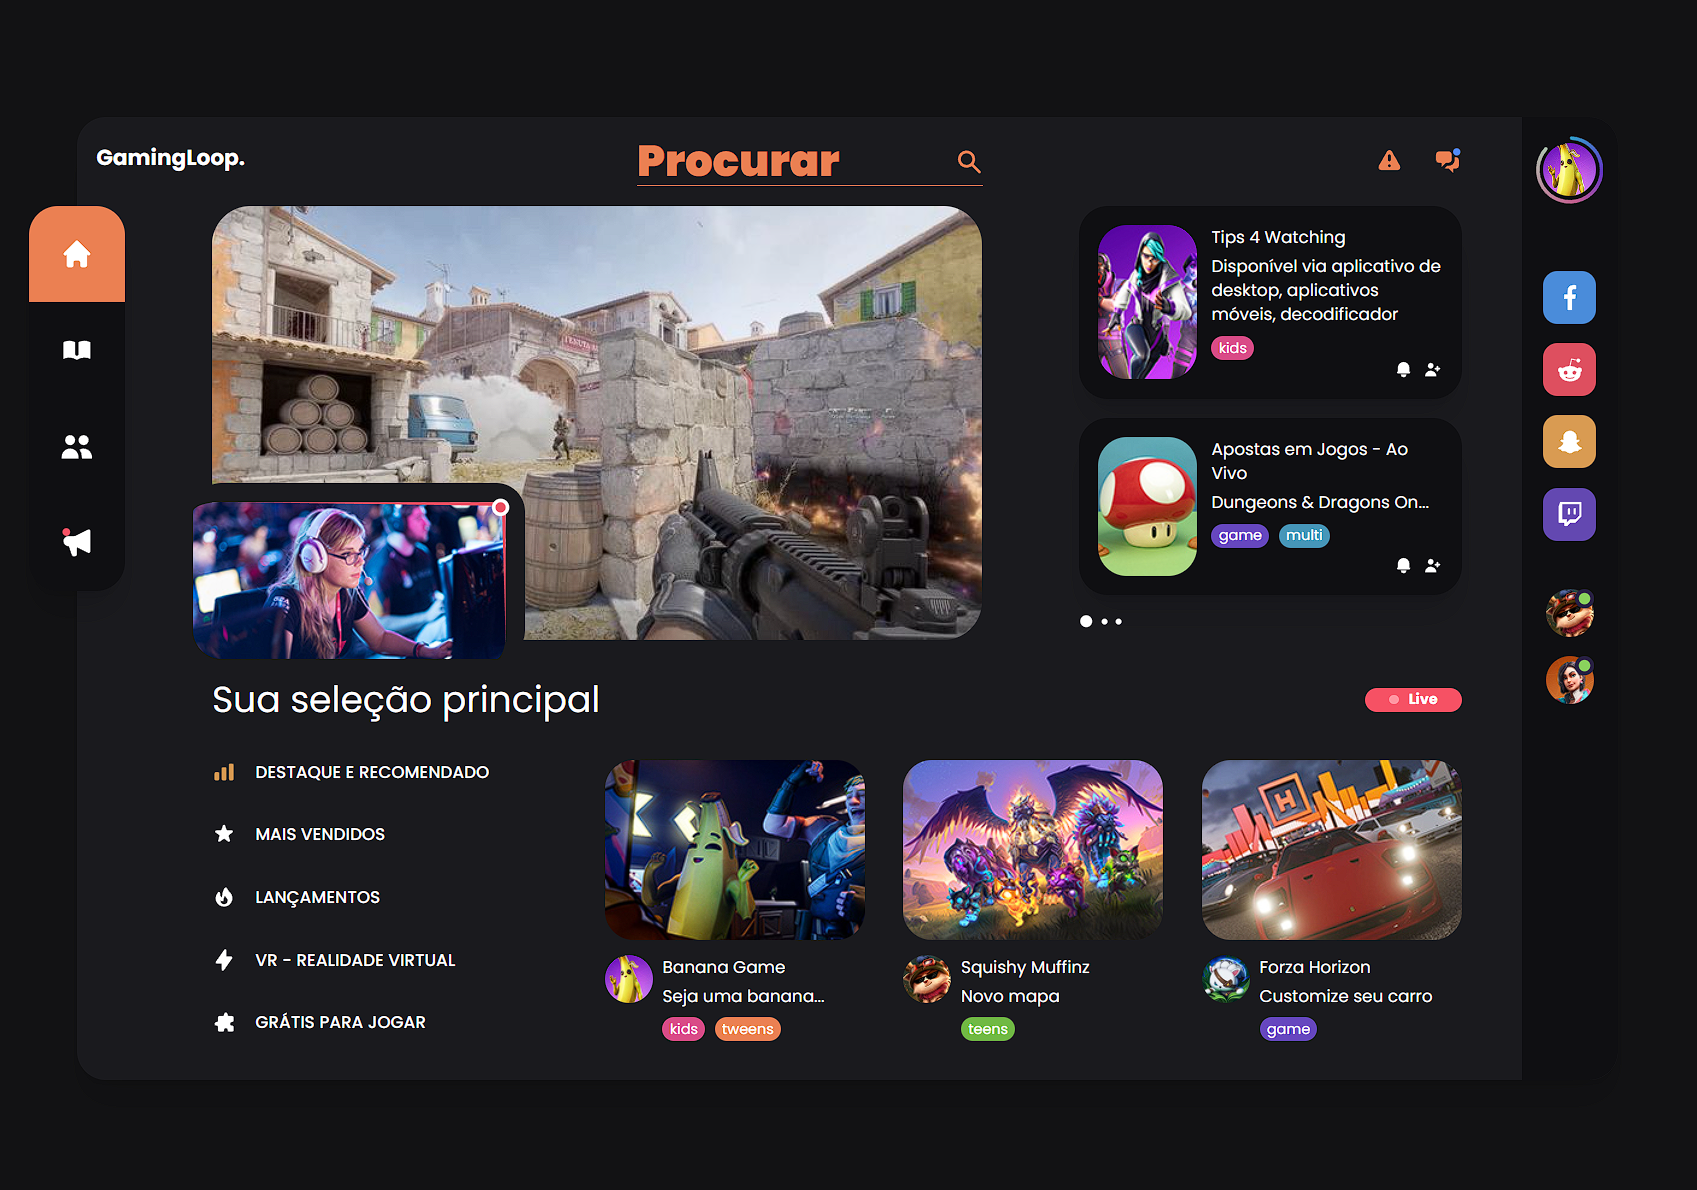 GamingLoop.
Procurar
Tips 4 Watching
Disponível via aplicativo de
desktop, aplicativos
móveis, decodificador
kids
Apostas em Jogos - Ao
Vivo
Dungeons & Dragons On...
game multi
Sua seleção principal
Live
DESTAQUE E RECOMENDADO
MAIS VENDIDOS
LANÇAMENTOS
VR - REALIDADE VIRTUAL
GRÁTIS PARA JOGAR
Banana Game
Seja uma banana...
kids tweens
Squishy Muffinz
Novo mapa
teens
Forza Horizon
Customize seu carro
game